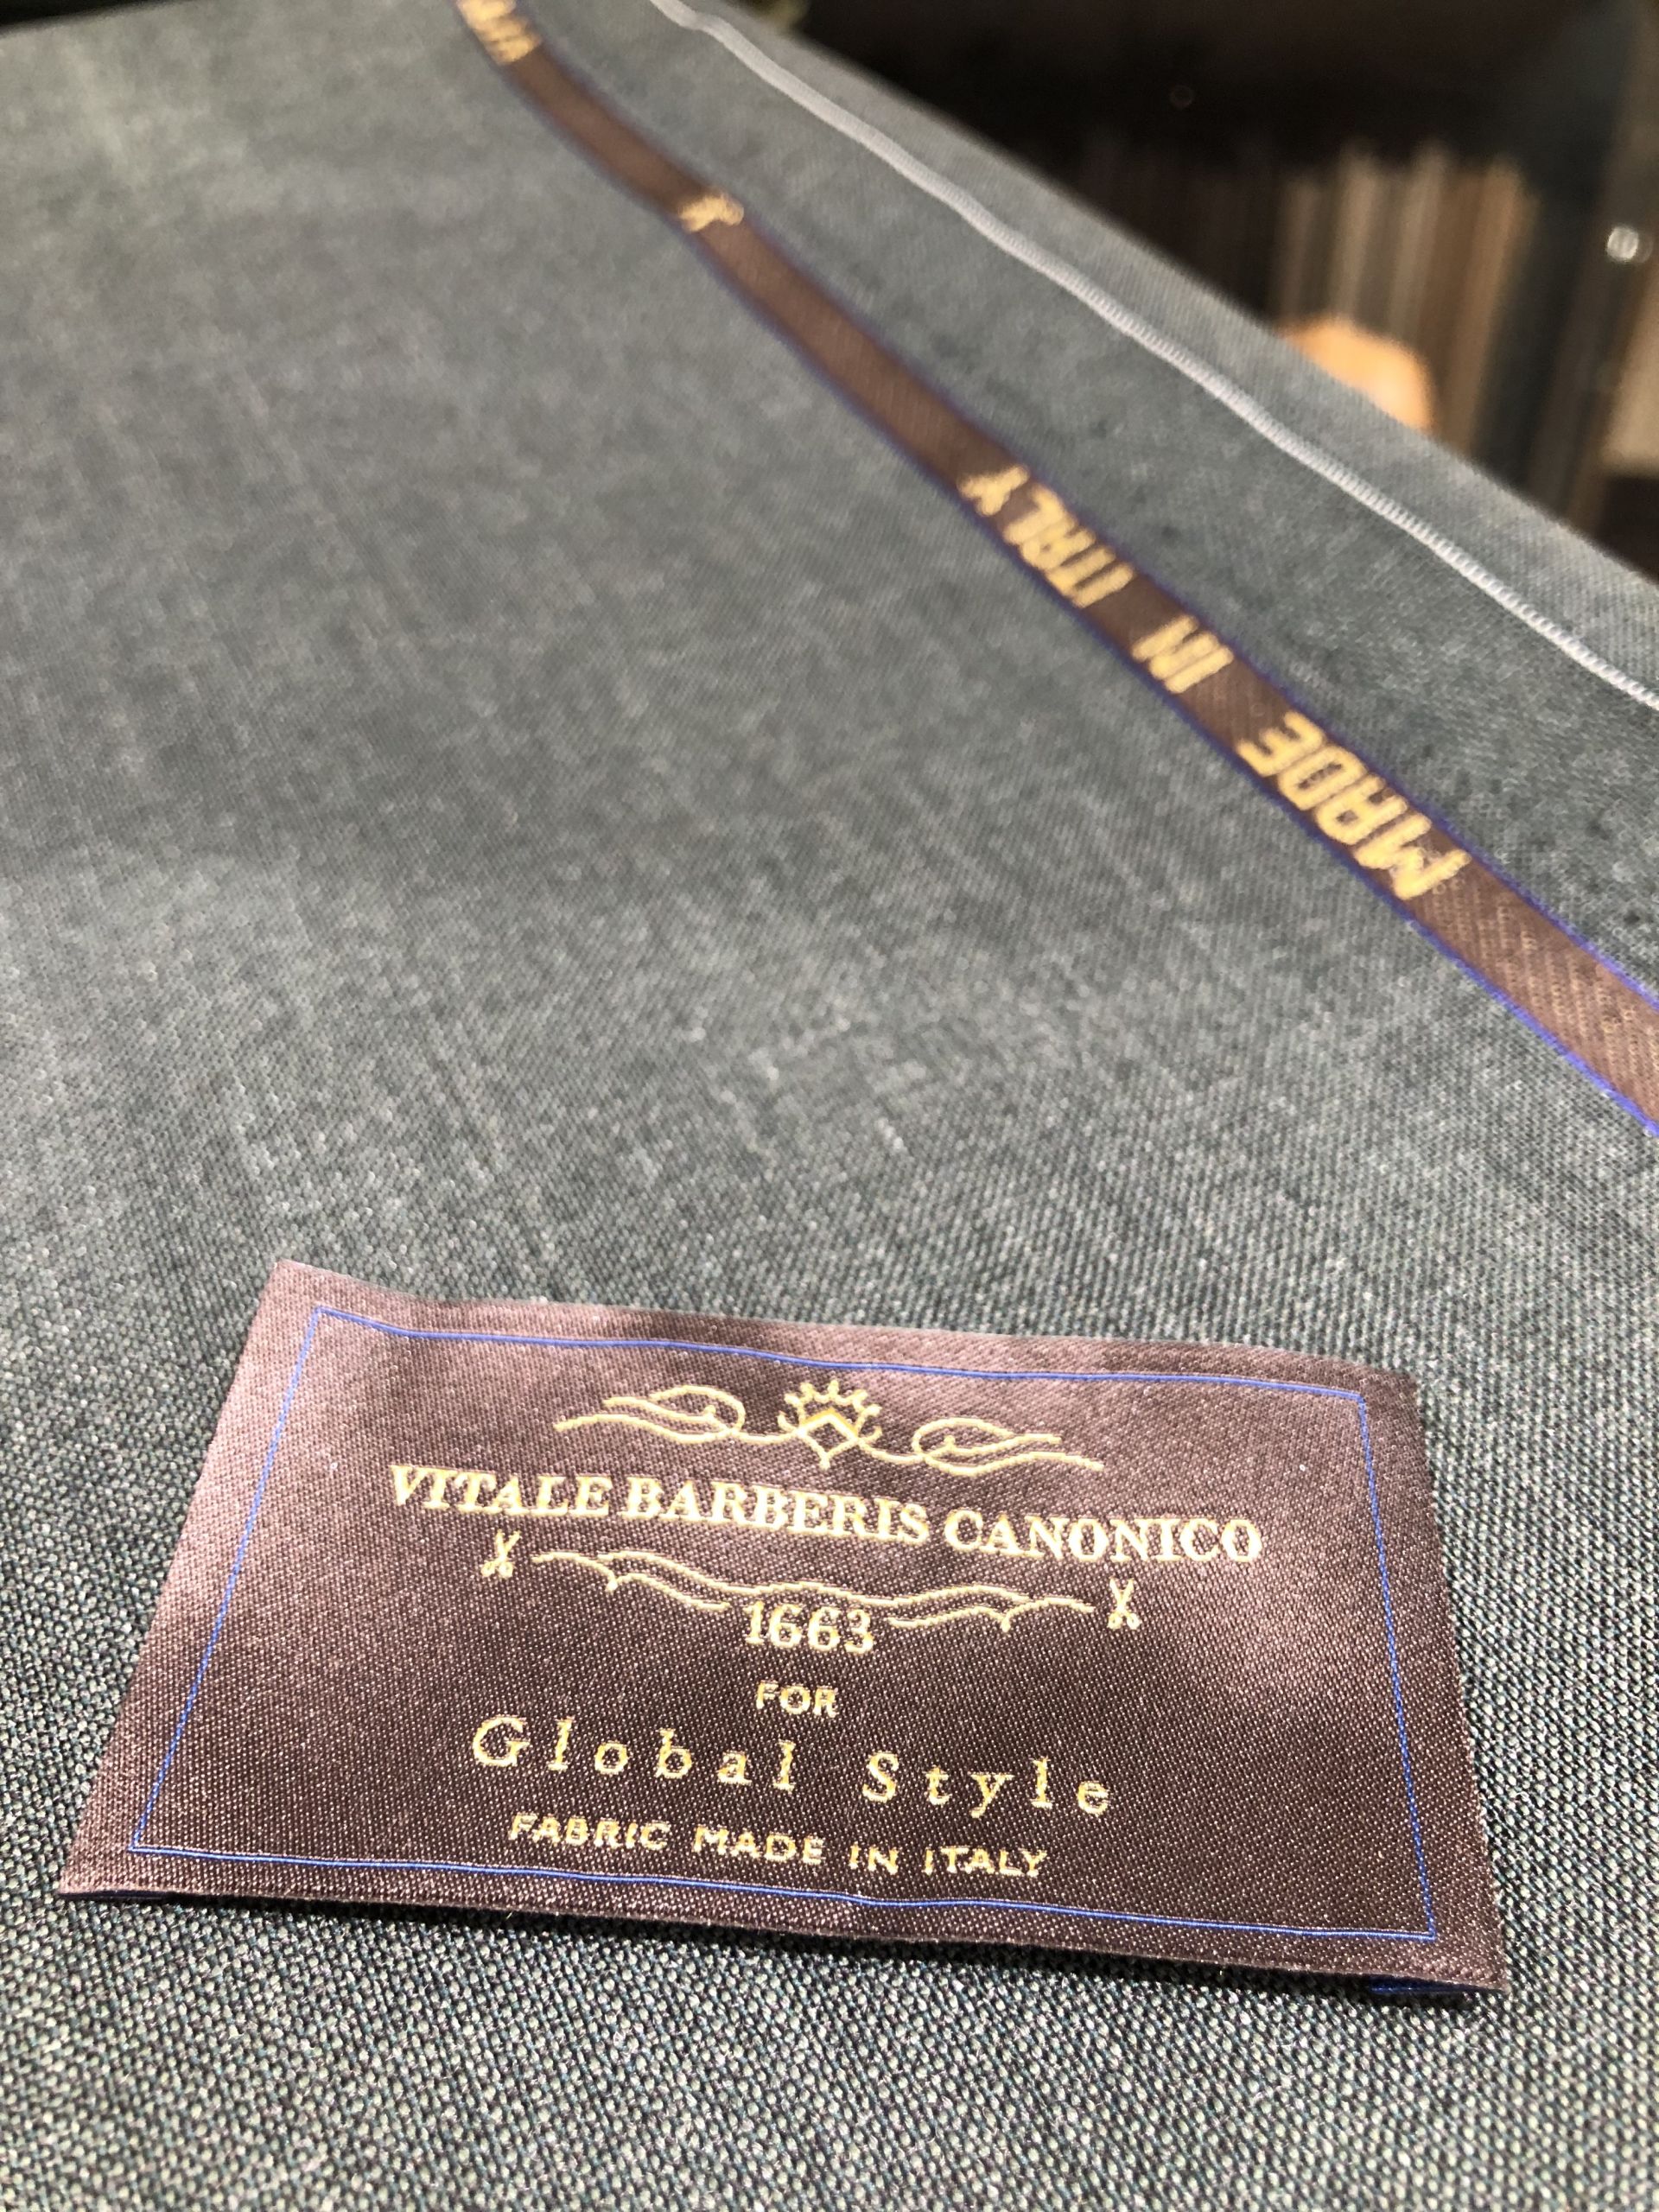 MADE IN ITALY
VITALE BARBERIS CANONICO
1663
FOR
Global Style
FABRIC MADE IN ITALY